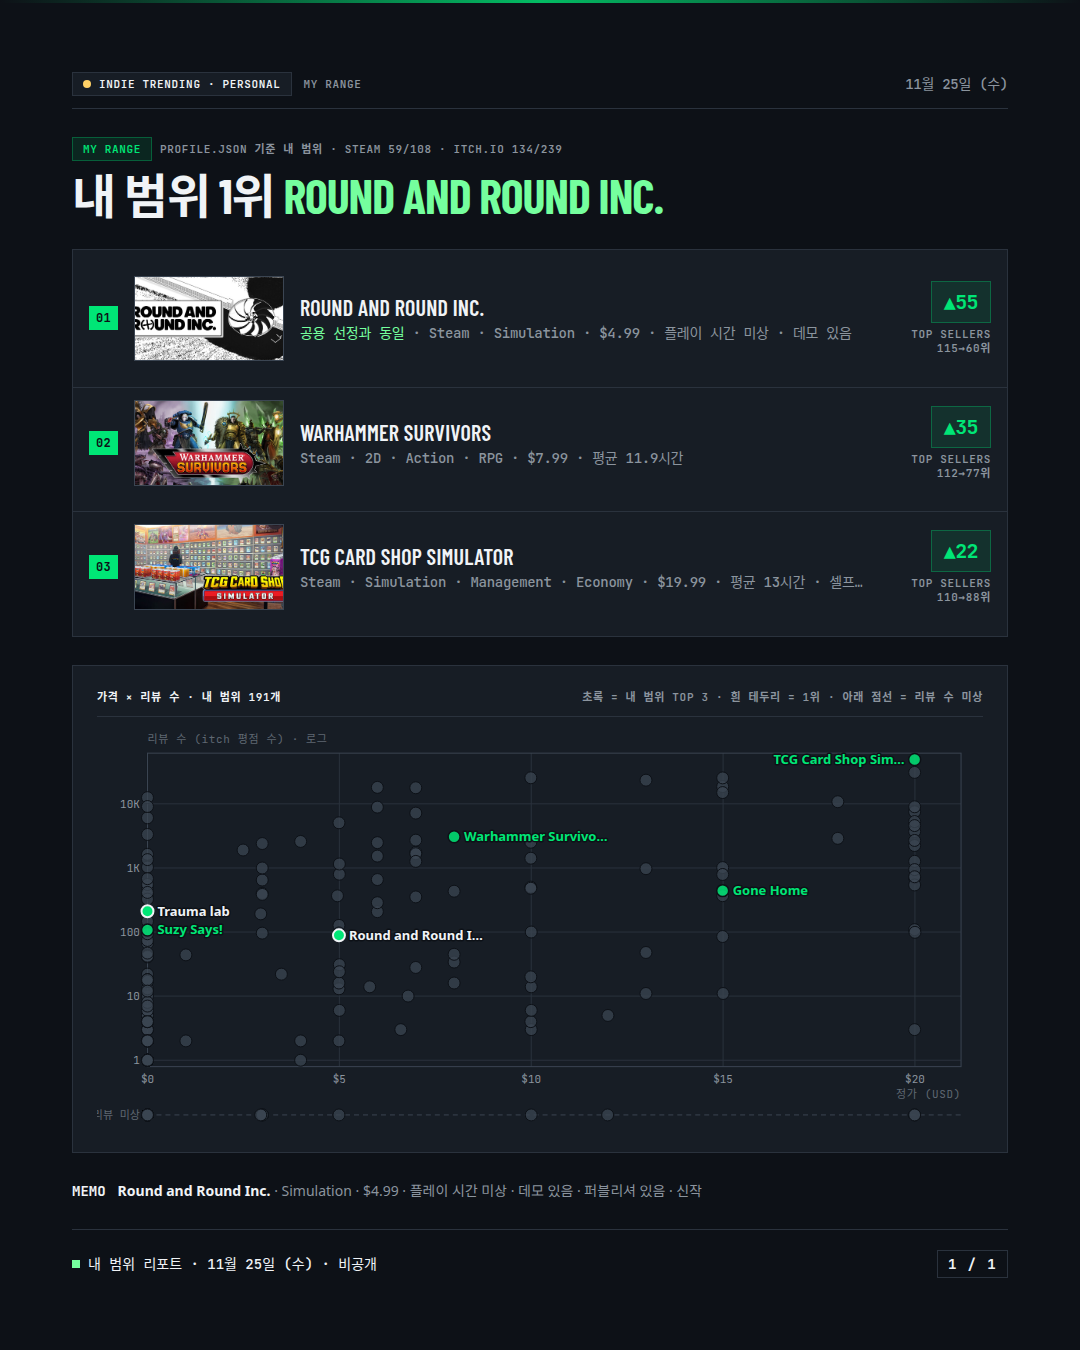 INDIE TRENDING · PERSONAL MY RANGE 11월 25일 (수)
MY RANGE PROFILE.JSON 기준 내 범위 · STEAM 59/108 · ITCH.IO 134/239
내 범위 1위 ROUND AND ROUND INC.
01
ROUND AND
ROUND INC.
ROUND AND ROUND INC.
공용 선정과 동일 · Steam · Simulation · $4.99 · 플레이 시간 미상 · 데모 있음
▲55
TOP SELLERS
115→60위
02
WARHAMMER
SURVIVORS
WARHAMMER SURVIVORS
Steam · 2D · Action · RPG · $7.99 · 평균 11.9시간
▲35
TOP SELLERS
112→77위
03
TCG CARD SHOP
SIMULATOR
TCG CARD SHOP SIMULATOR
Steam · Simulation · Management · Economy · $19.99 · 평균 13시간 · 셀프…
▲22
TOP SELLERS
110→88위
가격 × 리뷰 수 · 내 범위 191개 초록 = 내 범위 TOP 3 · 흰 테두리 = 1위 · 아래 점선 = 리뷰 수 미상
리뷰 수 (itch 평점 수) · 로그
TCG Card Shop Sim…
10K
Warhammer Survivo…
1K
Gone Home
Trauma lab
100
Suzy Says!
Round and Round I…
10
1
$0 $5 $10 $15 $20
정가 (USD)
리뷰 미상
MEMO Round and Round Inc. · Simulation · $4.99 · 플레이 시간 미상 · 데모 있음 · 퍼블리셔 있음 · 신작
내 범위 리포트 · 11월 25일 (수) · 비공개 1 / 1